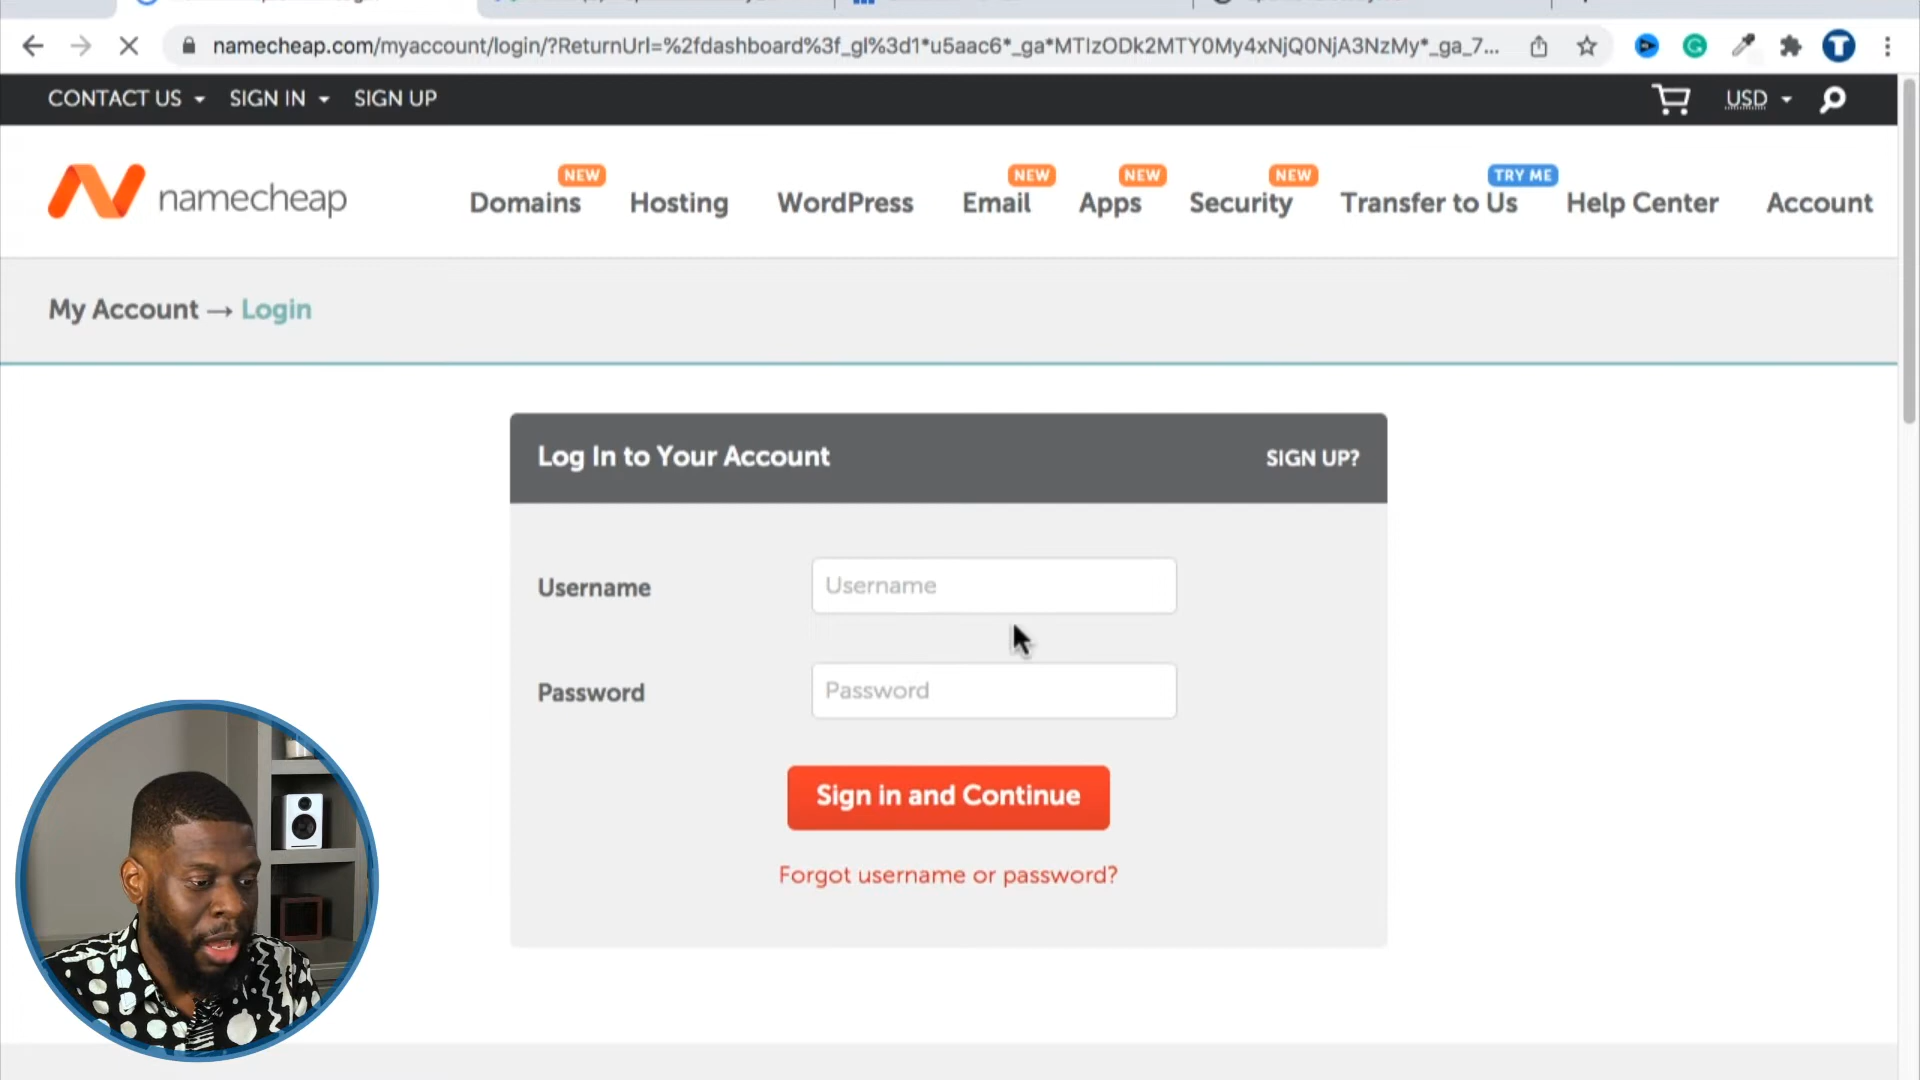 namecheap.com/myaccount/login/?ReturnUrl=%2fdashboard%3f_gl%3d1*u5aac6*_ga*MTIzODk2MTY0My4xNjQ0NjA3NzMy*_ga_7...
CONTACT US SIGN IN SIGN UP USD
NEW NEW NEW NEW TRY ME
namecheap Domains Hosting WordPress Email Apps Security Transfer to Us Help Center Account
My Account → Login
Log In to Your Account SIGN UP?
Username Username
Password Password
Sign in and Continue
Forgot username or password?